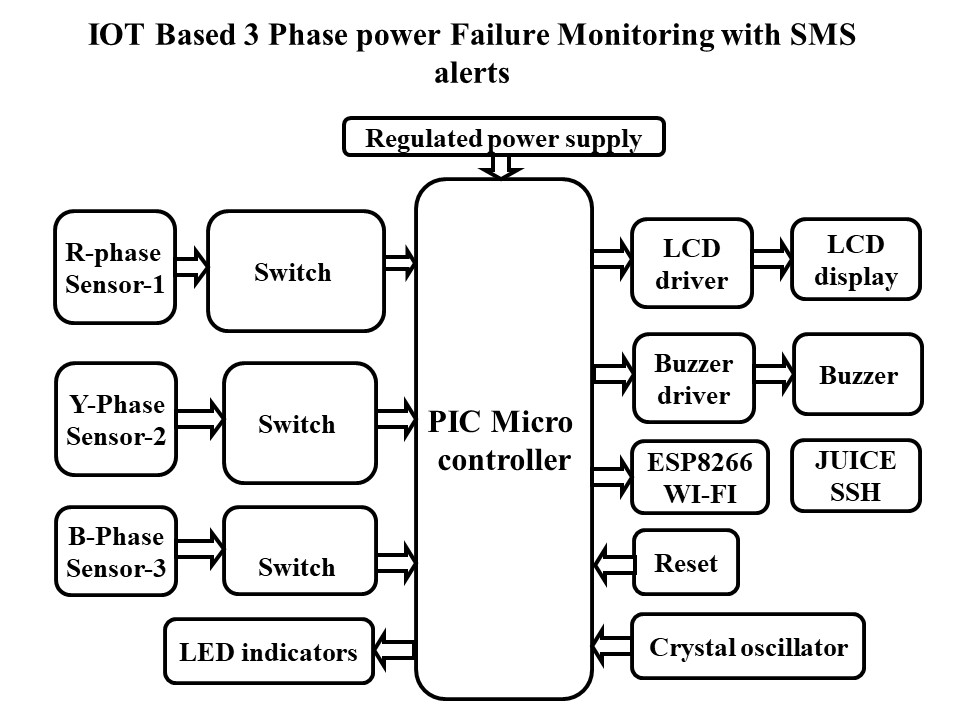 IOT Based 3 Phase power Failure Monitoring with SMS
alerts
Regulated power supply
R-phase
Sensor-1
Switch
LCD
driver
LCD
display
Y-Phase
Sensor-2
Switch
PIC Micro
controller
Buzzer
driver
Buzzer
ESP8266
WI-FI
JUICE
SSH
B-Phase
Sensor-3
Switch
Reset
LED indicators
Crystal oscillator